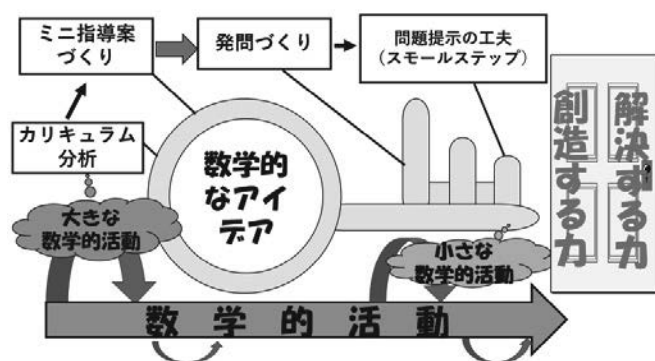 ミニ指導案
づくり
発問づくり
問題提示の工夫
(スモールステップ)
カリキュラム
分析
数学的
なアイ
デア
大きな
数学的活動
小さな
数学的活動
数学的活動
解決する力
創造する力